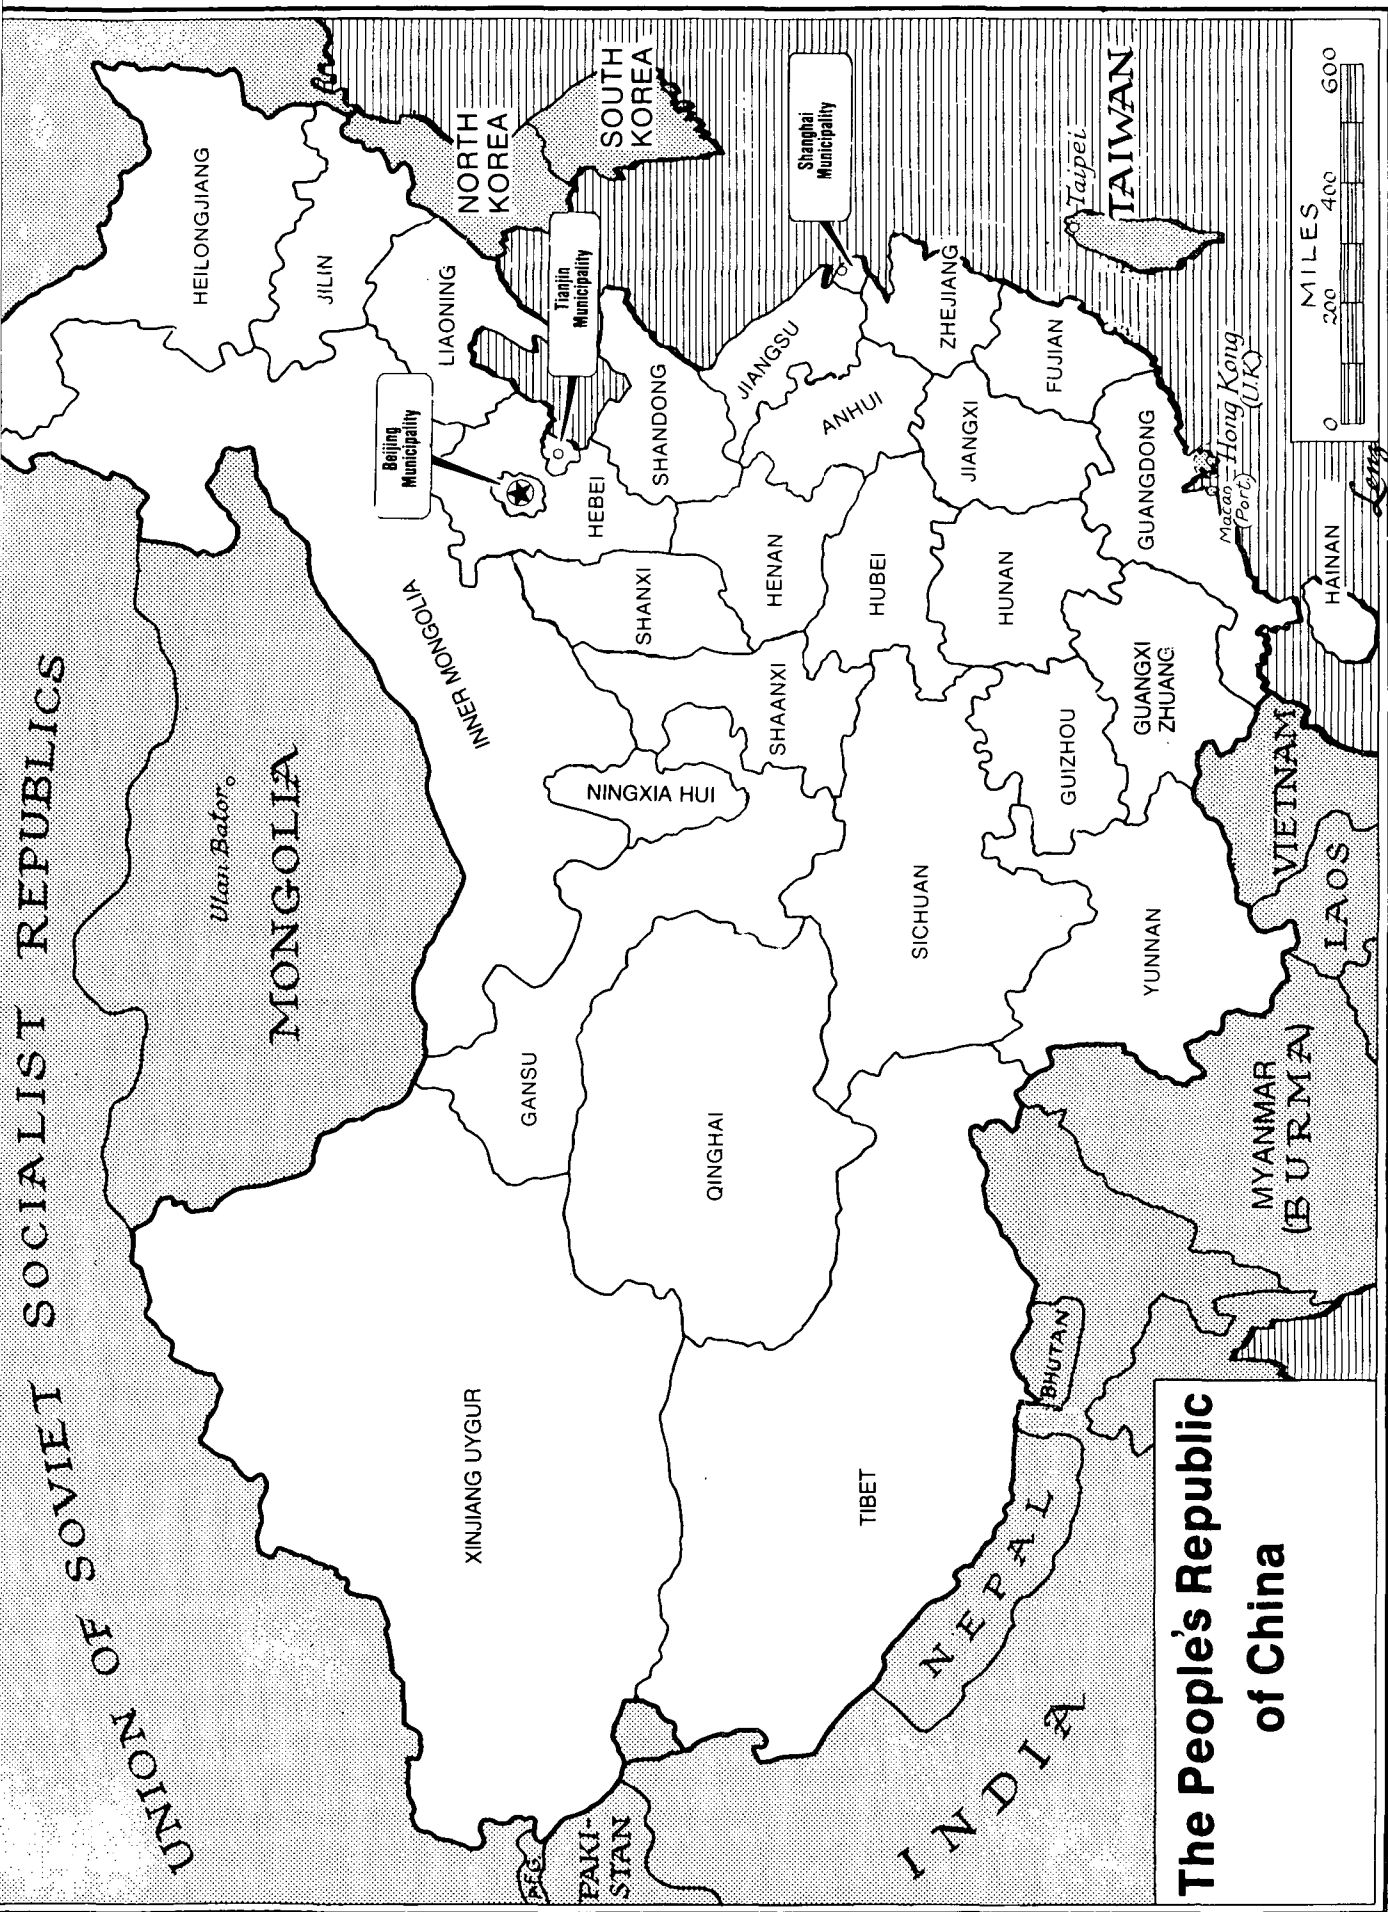 UNION OF SOVIET SOCIALIST REPUBLICS
MONGOLIA
Ulan Bator
HEILONGJIANG
JILIN
LIAONING
NORTH
KOREA
SOUTH
KOREA
Beijing
Municipality
Tianjin
Municipality
Shanghai
Municipality
INNER MONGOLIA
HEBEI
SHANDONG
SHANXI
HENAN
JIANGSU
ANHUI
ZHEJIANG
HUBEI
SHAANXI
NINGXIA HUI
GANSU
QINGHAI
XINJIANG UYGUR
TIBET
SICHUAN
HUNAN
JIANGXI
FUJIAN
GUIZHOU
YUNNAN
GUANGXI
ZHUANG
GUANGDONG
HAINAN
Taipei
TAIWAN
Hong Kong
(U.K)
Macao
(Port.)
VIETNAM
LAOS
MYANMAR
(BURMA)
BHUTAN
NEPAL
INDIA
PAKI-
STAN
AFG.
MILES
0 200 400 600
Leng
The People's Republic
of China